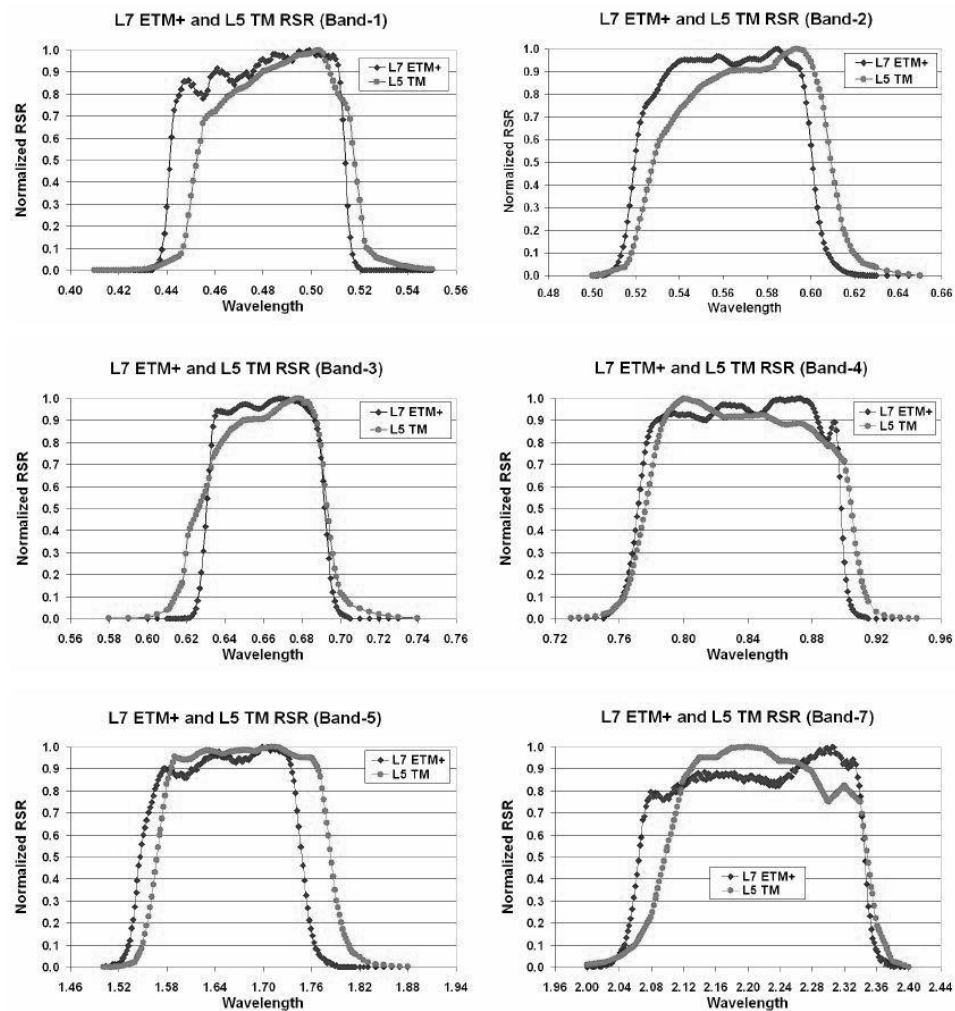 L7 ETM+ and L5 TM RSR (Band-1)
Normalized RSR
1.0
0.9
0.8
0.7
0.6
0.5
0.4
0.3
0.2
0.1
0.0
L7 ETM+
L5 TM
0.40 0.42 0.44 0.46 0.48 0.50 0.52 0.54 0.56
Wavelength
L7 ETM+ and L5 TM RSR (Band-2)
Normalized RSR
1.0
0.9
0.8
0.7
0.6
0.5
0.4
0.3
0.2
0.1
0.0
L7 ETM+
L5 TM
0.48 0.50 0.52 0.54 0.56 0.58 0.60 0.62 0.64 0.66
Wavelength
L7 ETM+ and L5 TM RSR (Band-3)
Normalized RSR
1.0
0.9
0.8
0.7
0.6
0.5
0.4
0.3
0.2
0.1
0.0
L7 ETM+
L5 TM
0.56 0.58 0.60 0.62 0.64 0.66 0.68 0.70 0.72 0.74 0.76
Wavelength
L7 ETM+ and L5 TM RSR (Band-4)
Normalized RSR
1.0
0.9
0.8
0.7
0.6
0.5
0.4
0.3
0.2
0.1
0.0
L7 ETM+
L5 TM
0.72 0.76 0.80 0.84 0.88 0.92 0.96
Wavelength
L7 ETM+ and L5 TM RSR (Band-5)
Normalized RSR
1.0
0.9
0.8
0.7
0.6
0.5
0.4
0.3
0.2
0.1
0.0
L7 ETM+
L5 TM
1.46 1.52 1.58 1.64 1.70 1.76 1.82 1.88 1.94
Wavelength
L7 ETM+ and L5 TM RSR (Band-7)
Normalized RSR
1.0
0.9
0.8
0.7
0.6
0.5
0.4
0.3
0.2
0.1
0.0
L7 ETM+
L5 TM
1.96 2.00 2.04 2.08 2.12 2.16 2.20 2.24 2.28 2.32 2.36 2.40 2.44
Wavelength